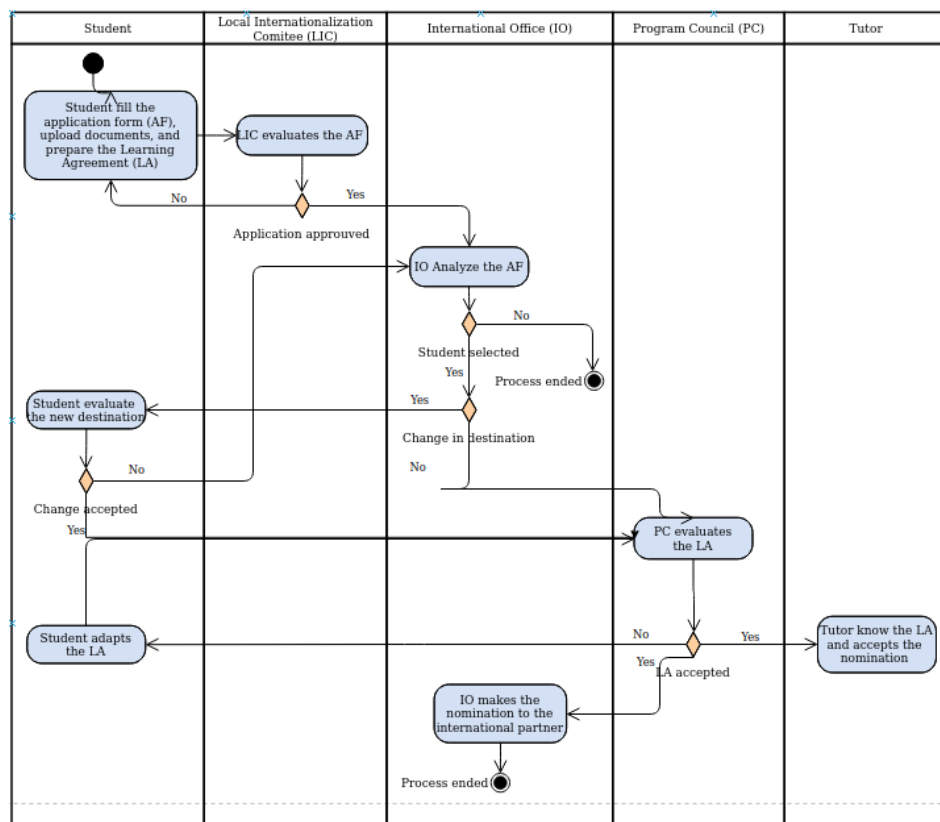 Student
Local Internationalization
Comitee (LIC)
International Office (IO)
Program Council (PC)
Tutor
Student fill the
application form (AF),
upload documents, and
prepare the Learning
Agreement (LA)
LIC evaluates the AF
No
Yes
Application approuved
IO Analyze the AF
No
Student selected
Yes
Process ended
Student evaluate
the new destination
Yes
Change in destination
No
No
Change accepted
Yes
PC evaluates
the LA
Student adapts
the LA
No
Yes
Tutor know the LA
and accepts the
nomination
Yes
LA accepted
IO makes the
nomination to the
international partner
Process ended